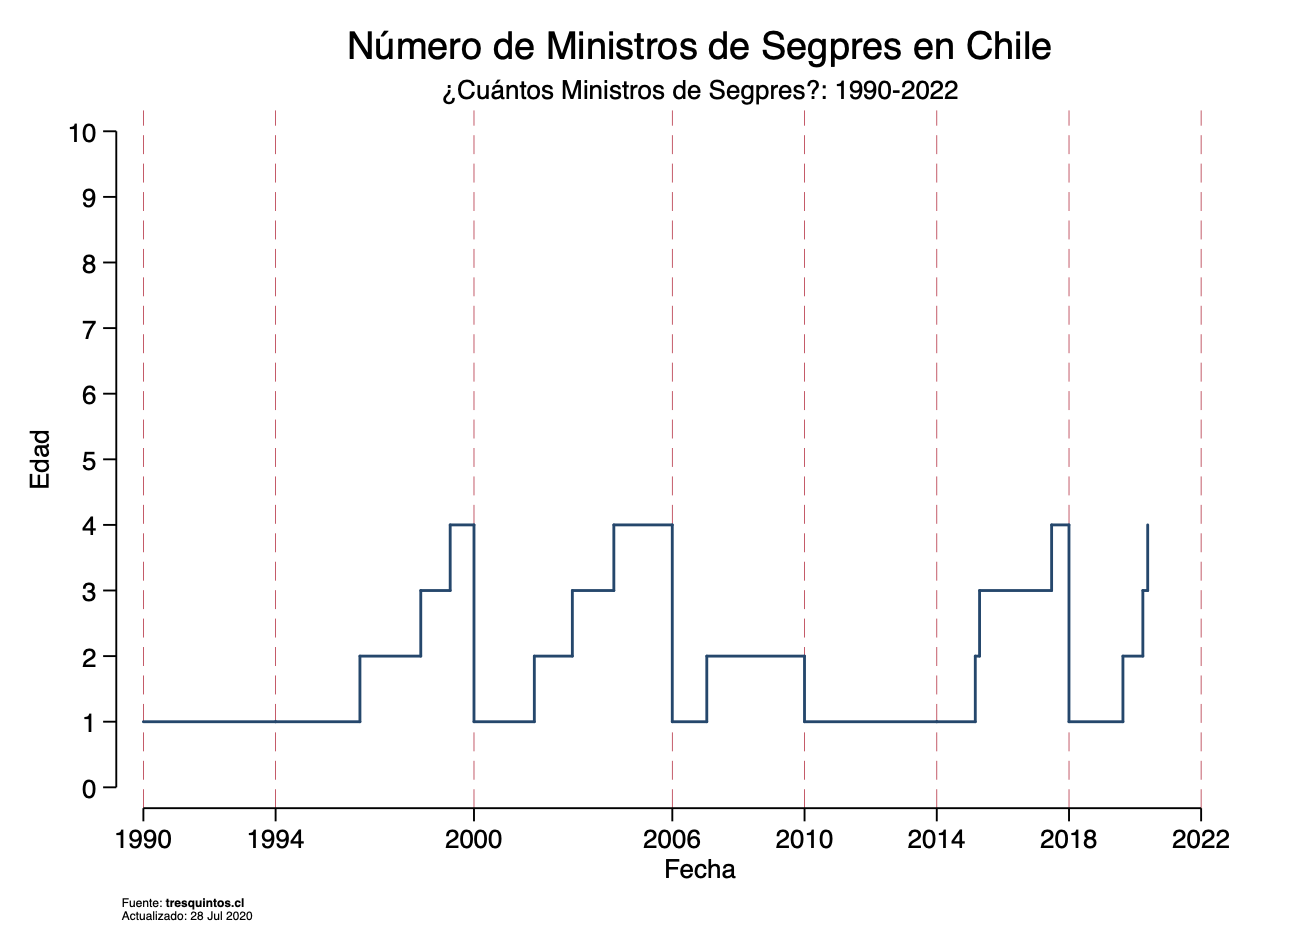 Número de Ministros de Segpres en Chile
¿Cuántos Ministros de Segpres?: 1990-2022
10
9
8
7
6
5
4
3
2
1
0
Edad
1990 1994 2000 2006 2010 2014 2018 2022
Fecha
Fuente: tresquintos.cl
Actualizado: 28 Jul 2020